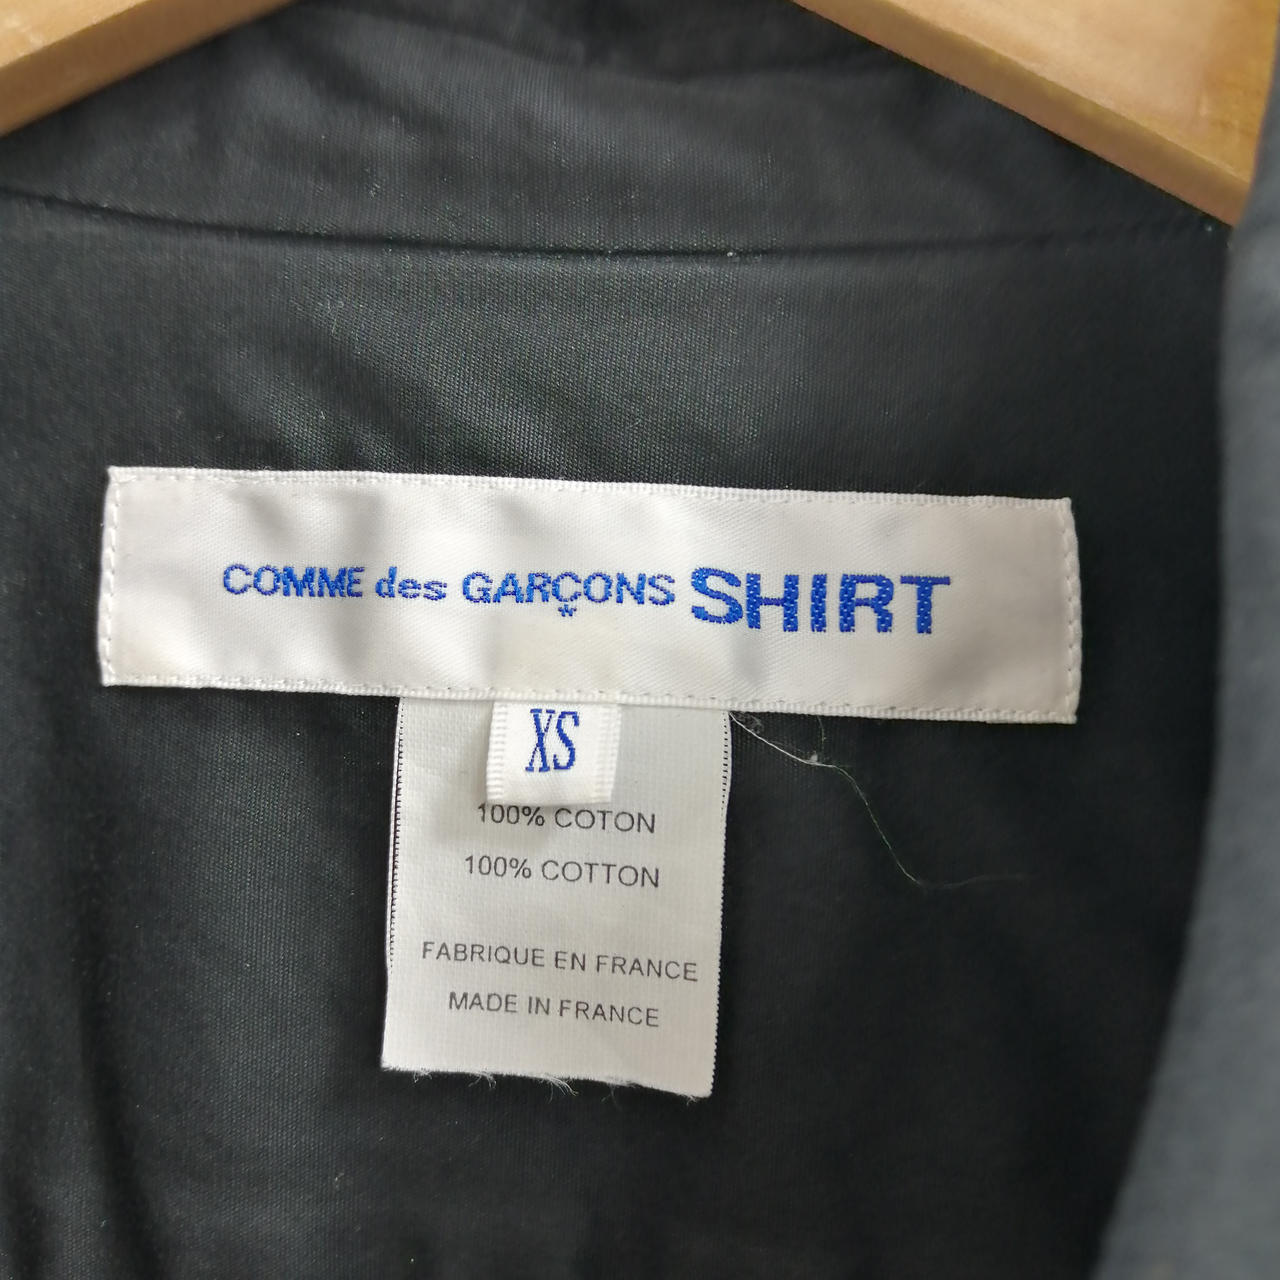 COMME des GARÇONS SHIRT
XS
100% COTON
100% COTTON
FABRIQUE EN FRANCE
MADE IN FRANCE